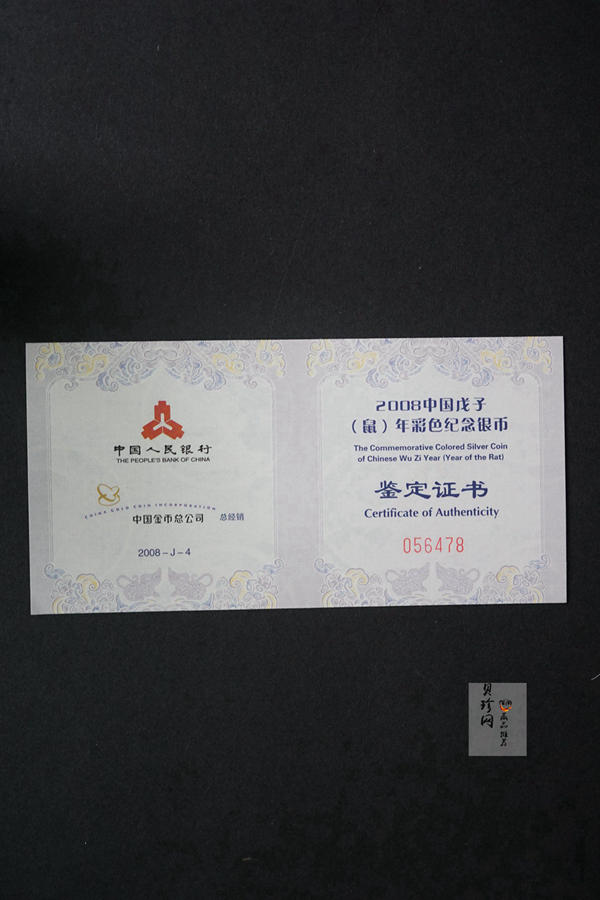 中国人民银行
THE PEOPLE'S BANK OF CHINA
CHINA GOLD COIN INCORPORATION
中国金币总公司 总经销
2008-J-4
2008中国戊子
（鼠）年彩色纪念银币
The Commemorative Colored Silver Coin
of Chinese Wu Zi Year (Year of the Rat)
鉴定证书
Certificate of Authenticity
056478
贝珍网